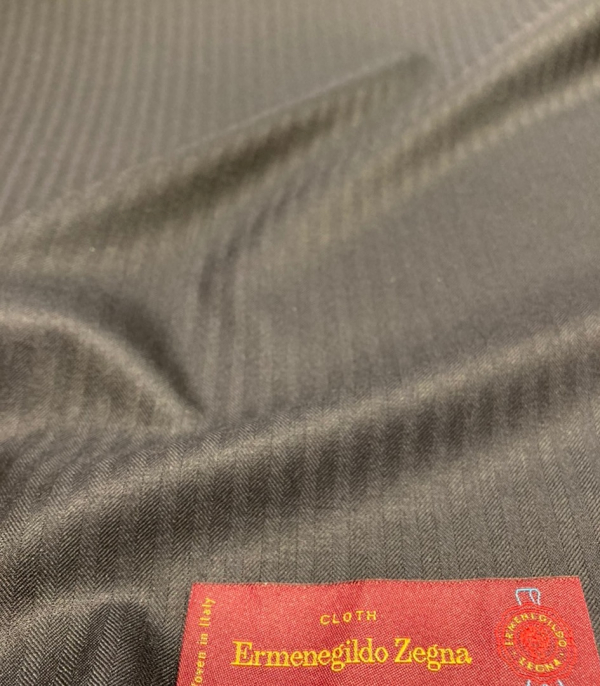 CLOTH
Ermenegildo Zegna
Woven in Italy
ERMENEGILDO
ZEGNA